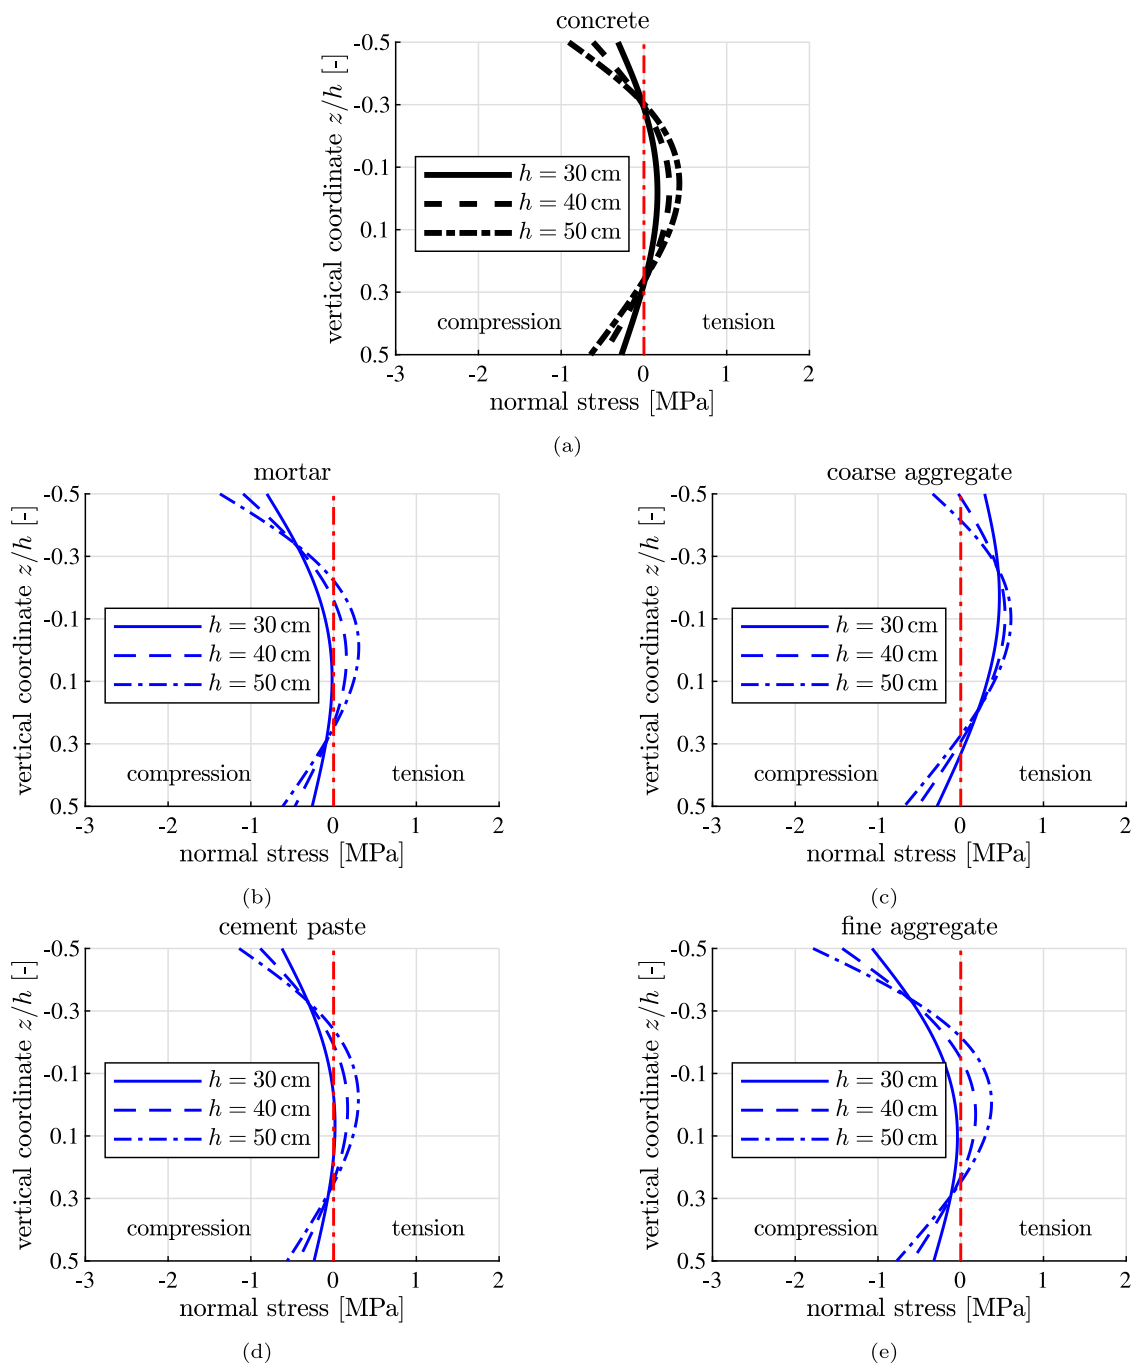 concrete
vertical coordinate z/h [-]
-0.5
-0.3
-0.1
0.1
0.3
0.5
h = 30 cm
h = 40 cm
h = 50 cm
compression
tension
-3
-2
-1
0
1
2
normal stress [MPa]
(a)
mortar
vertical coordinate z/h [-]
-0.5
-0.3
-0.1
0.1
0.3
0.5
h = 30 cm
h = 40 cm
h = 50 cm
compression
tension
-3
-2
-1
0
1
2
normal stress [MPa]
(b)
coarse aggregate
vertical coordinate z/h [-]
-0.5
-0.3
-0.1
0.1
0.3
0.5
h = 30 cm
h = 40 cm
h = 50 cm
compression
tension
-3
-2
-1
0
1
2
normal stress [MPa]
(c)
cement paste
vertical coordinate z/h [-]
-0.5
-0.3
-0.1
0.1
0.3
0.5
h = 30 cm
h = 40 cm
h = 50 cm
compression
tension
-3
-2
-1
0
1
2
normal stress [MPa]
(d)
fine aggregate
vertical coordinate z/h [-]
-0.5
-0.3
-0.1
0.1
0.3
0.5
h = 30 cm
h = 40 cm
h = 50 cm
compression
tension
-3
-2
-1
0
1
2
normal stress [MPa]
(e)